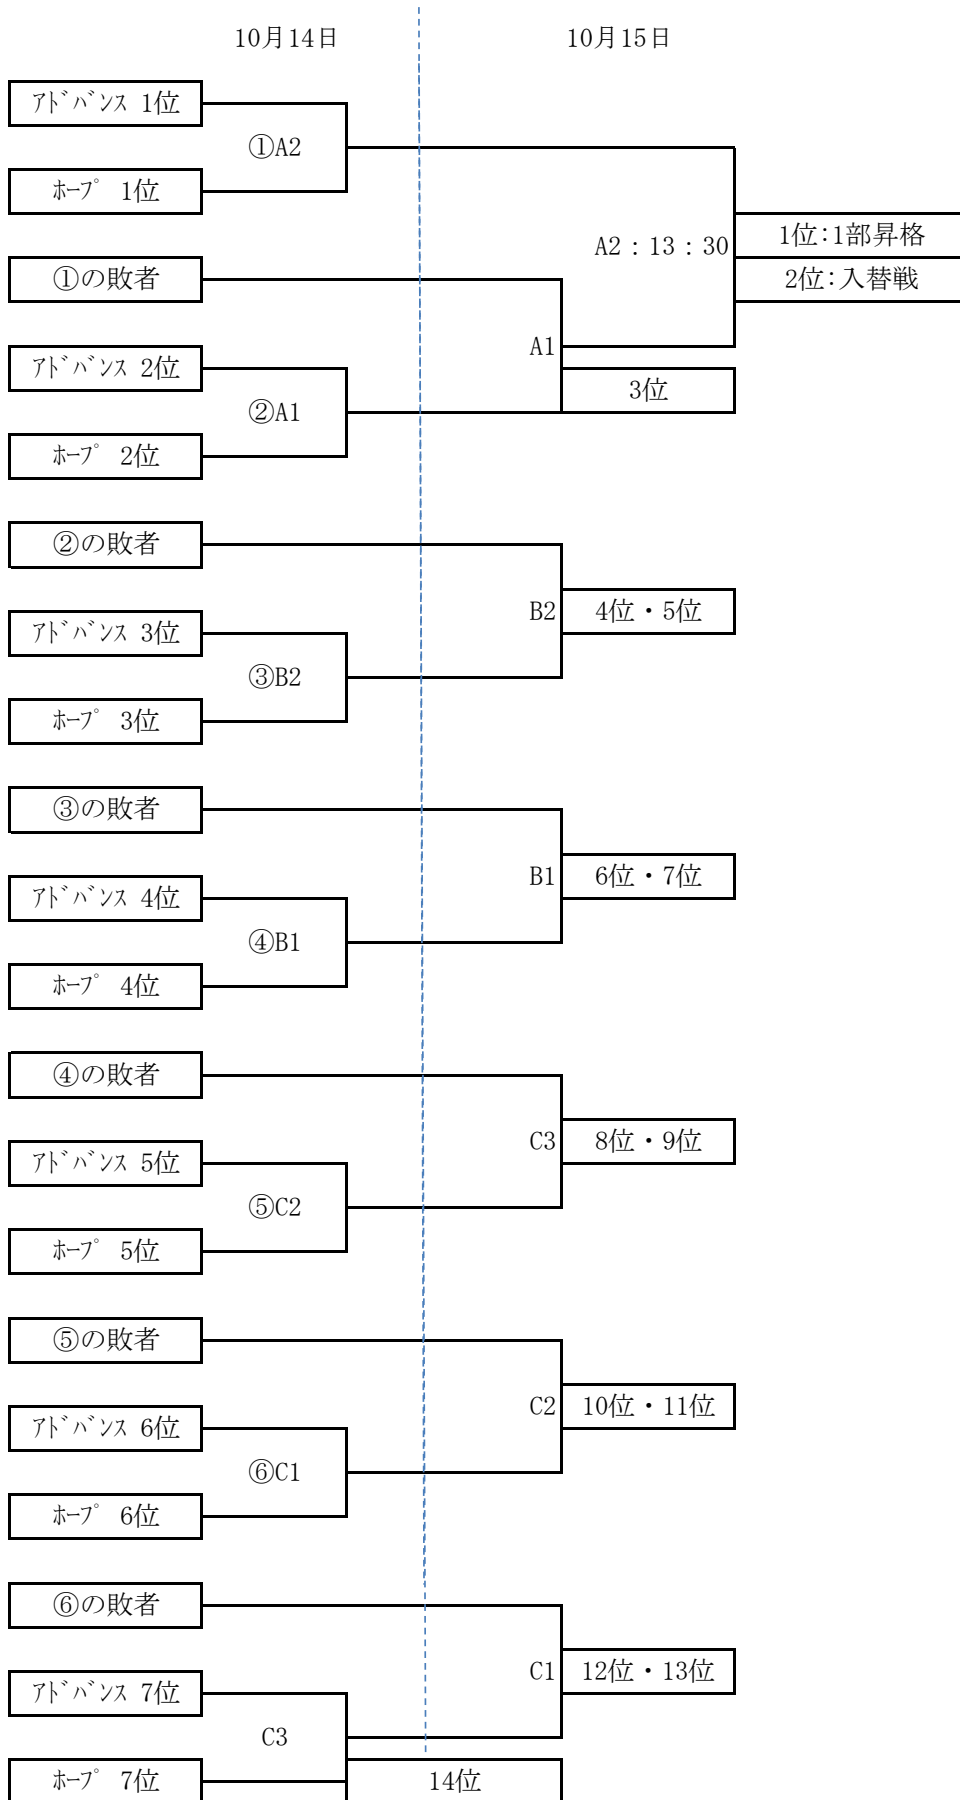 10月14日 10月15日
ｱﾄﾞﾊﾞﾝｽ 1位
①A2
ﾎｰﾌﾟ 1位
1位:1部昇格
A2：13：30
①の敗者
2位:入替戦
A1
ｱﾄﾞﾊﾞﾝｽ 2位
3位
②A1
ﾎｰﾌﾟ 2位
②の敗者
B2 4位・5位
ｱﾄﾞﾊﾞﾝｽ 3位
③B2
ﾎｰﾌﾟ 3位
③の敗者
B1 6位・7位
ｱﾄﾞﾊﾞﾝｽ 4位
④B1
ﾎｰﾌﾟ 4位
④の敗者
C3 8位・9位
ｱﾄﾞﾊﾞﾝｽ 5位
⑤C2
ﾎｰﾌﾟ 5位
⑤の敗者
C2 10位・11位
ｱﾄﾞﾊﾞﾝｽ 6位
⑥C1
ﾎｰﾌﾟ 6位
⑥の敗者
C1 12位・13位
ｱﾄﾞﾊﾞﾝｽ 7位
C3
ﾎｰﾌﾟ 7位 14位